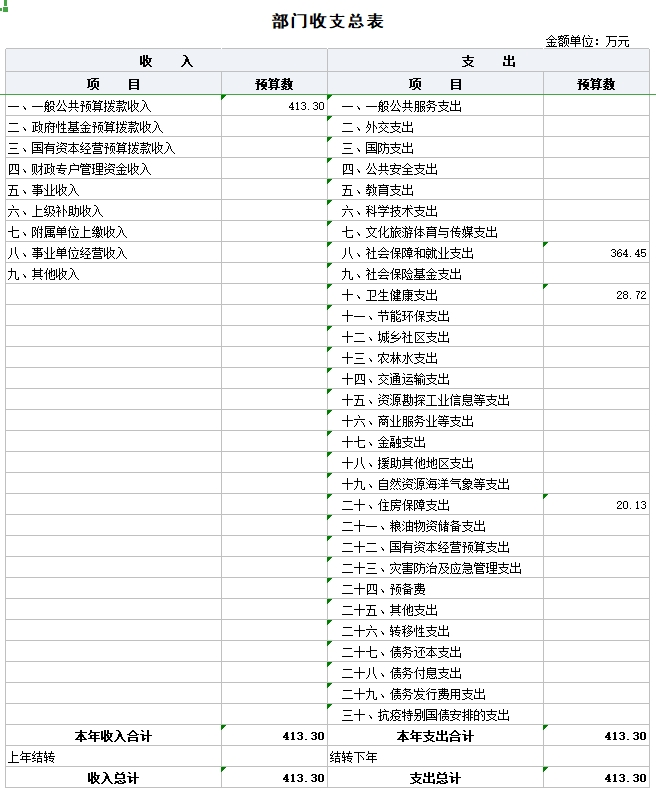 部门收支总表
金额单位：万元
收　入 支　出
项　目 预算数 项　目 预算数
一、一般公共预算拨款收入 413.30 一、一般公共服务支出
二、政府性基金预算拨款收入 二、外交支出
三、国有资本经营预算拨款收入 三、国防支出
四、财政专户管理资金收入 四、公共安全支出
五、事业收入 五、教育支出
六、上级补助收入 六、科学技术支出
七、附属单位上缴收入 七、文化旅游体育与传媒支出
八、事业单位经营收入 八、社会保障和就业支出 364.45
九、其他收入 九、社会保险基金支出
十、卫生健康支出 28.72
十一、节能环保支出
十二、城乡社区支出
十三、农林水支出
十四、交通运输支出
十五、资源勘探工业信息等支出
十六、商业服务业等支出
十七、金融支出
十八、援助其他地区支出
十九、自然资源海洋气象等支出
二十、住房保障支出 20.13
二十一、粮油物资储备支出
二十二、国有资本经营预算支出
二十三、灾害防治及应急管理支出
二十四、预备费
二十五、其他支出
二十六、转移性支出
二十七、债务还本支出
二十八、债务付息支出
二十九、债务发行费用支出
三十、抗疫特别国债安排的支出
本年收入合计 413.30 本年支出合计 413.30
上年结转 结转下年
收入总计 413.30 支出总计 413.30